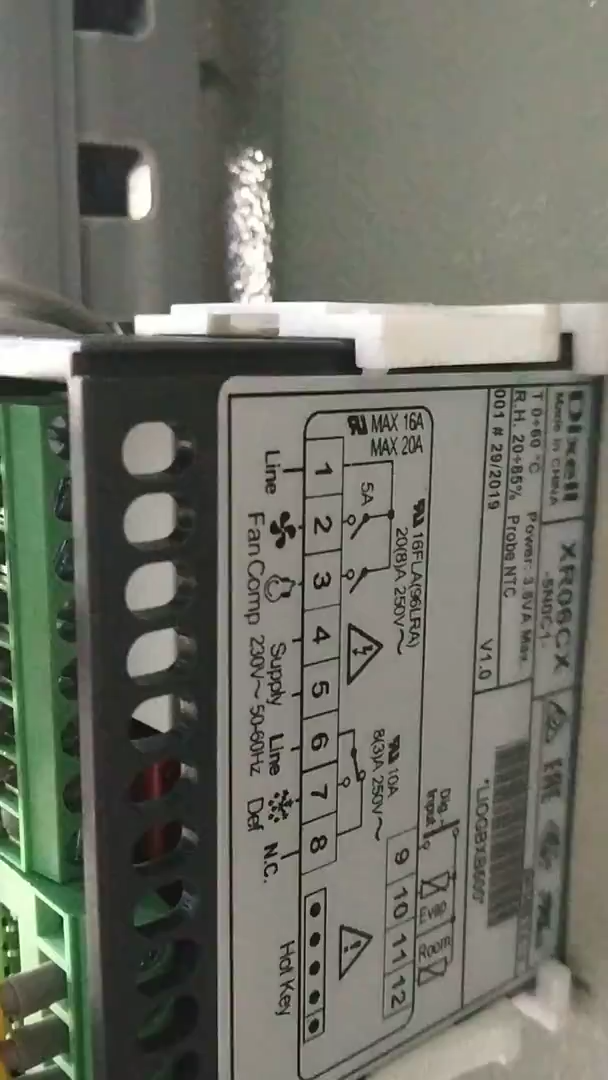 Dixell
Made in CHINA
XR06CX
-5N0C1-
T 0÷60 °C
Power: 3.5VA Max.
R.H. 20÷85%
Probe NTC
001 # 29/2019
V1.0
MAX 16A
MAX 20A
16FLA(96LRA)
20(8)A 250V~
5A
10A
8(3)A 250V~
Dig.
Input
Evp
Room
1 2 3 4 5 6 7 8
9 10 11 12
Line
Fan
Comp
Supply
230V~ 50-60Hz
Line
Def
N.C.
Hot Key